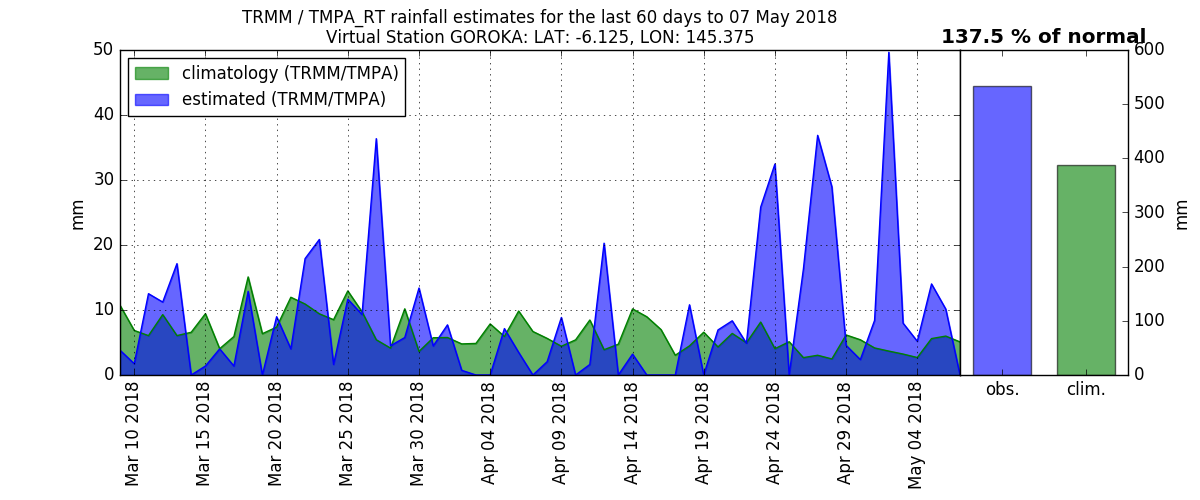 TRMM / TMPA_RT rainfall estimates for the last 60 days to 07 May 2018
Virtual Station GOROKA: LAT: -6.125, LON: 145.375
137.5 % of normal
climatology (TRMM/TMPA)
estimated (TRMM/TMPA)
50
40
30
20
10
0
mm
600
500
400
300
200
100
0
mm
Mar 10 2018
Mar 15 2018
Mar 20 2018
Mar 25 2018
Mar 30 2018
Apr 04 2018
Apr 09 2018
Apr 14 2018
Apr 19 2018
Apr 24 2018
Apr 29 2018
May 04 2018
obs.
clim.